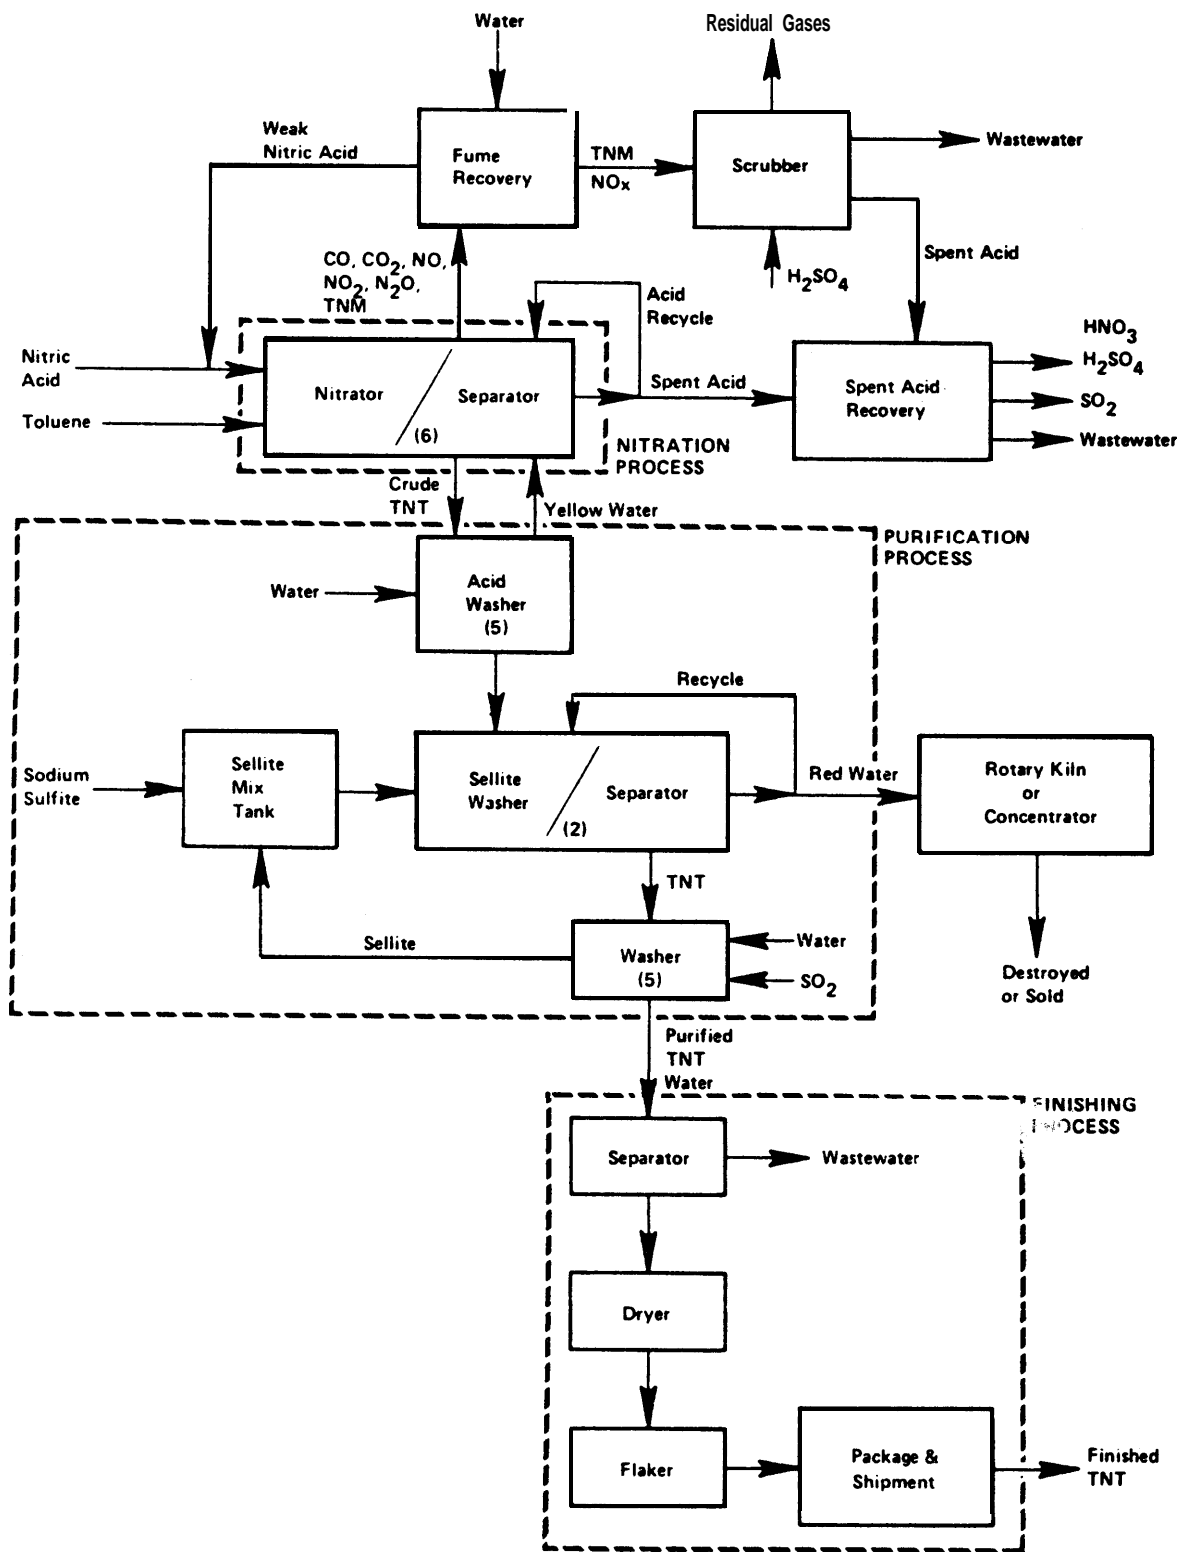 Water
Residual Gases
Weak
Nitric Acid
Fume
Recovery
TNM
NOx
Scrubber
Wastewater
CO, CO2, NO,
NO2, N2O,
TNM
H2SO4
Spent Acid
Acid
Recycle
Nitric
Acid
Toluene
Nitrator
Separator
(6)
Spent Acid
Spent Acid
Recovery
HNO3
H2SO4
SO2
Wastewater
NITRATION
PROCESS
Crude
TNT
Yellow Water
PURIFICATION
PROCESS
Water
Acid
Washer
(5)
Recycle
Sodium
Sulfite
Sellite
Mix
Tank
Sellite
Washer
Separator
(2)
Red Water
Rotary Kiln
or
Concentrator
TNT
Sellite
Washer
(5)
Water
SO2
Destroyed
or Sold
Purified
TNT
Water
FINISHING
PROCESS
Separator
Wastewater
Dryer
Flaker
Package &
Shipment
Finished
TNT